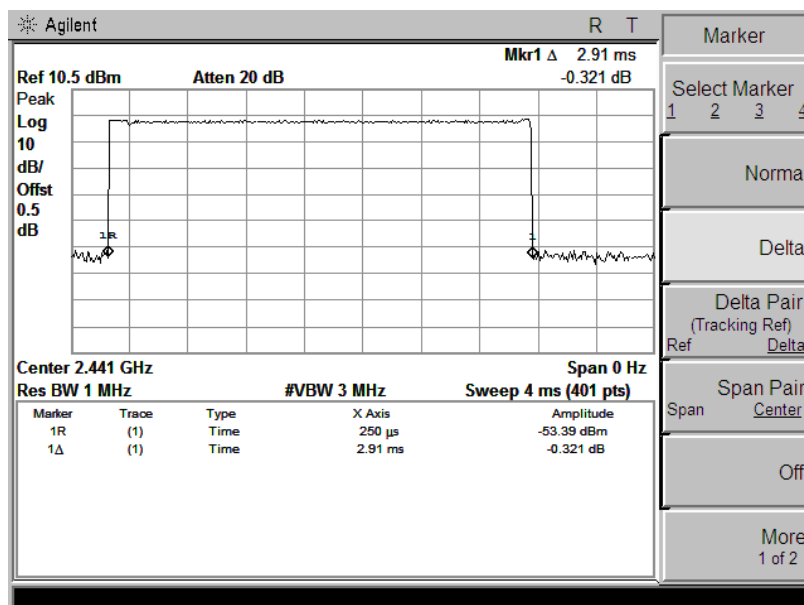 Agilent R T
Mkr1 Δ 2.91 ms
Ref 10.5 dBm Atten 20 dB -0.321 dB
Peak
Log
10
dB/
Offst
0.5
dB
1R 1
Center 2.441 GHz Span 0 Hz
Res BW 1 MHz #VBW 3 MHz Sweep 4 ms (401 pts)
Marker Trace Type X Axis Amplitude
1R (1) Time 250 µs -53.39 dBm
1Δ (1) Time 2.91 ms -0.321 dB
Marker
Select Marker
1 2 3 4
Norma
Delta
Delta Pair
(Tracking Ref)
Ref Delta
Span Pair
Span Center
Off
More
1 of 2